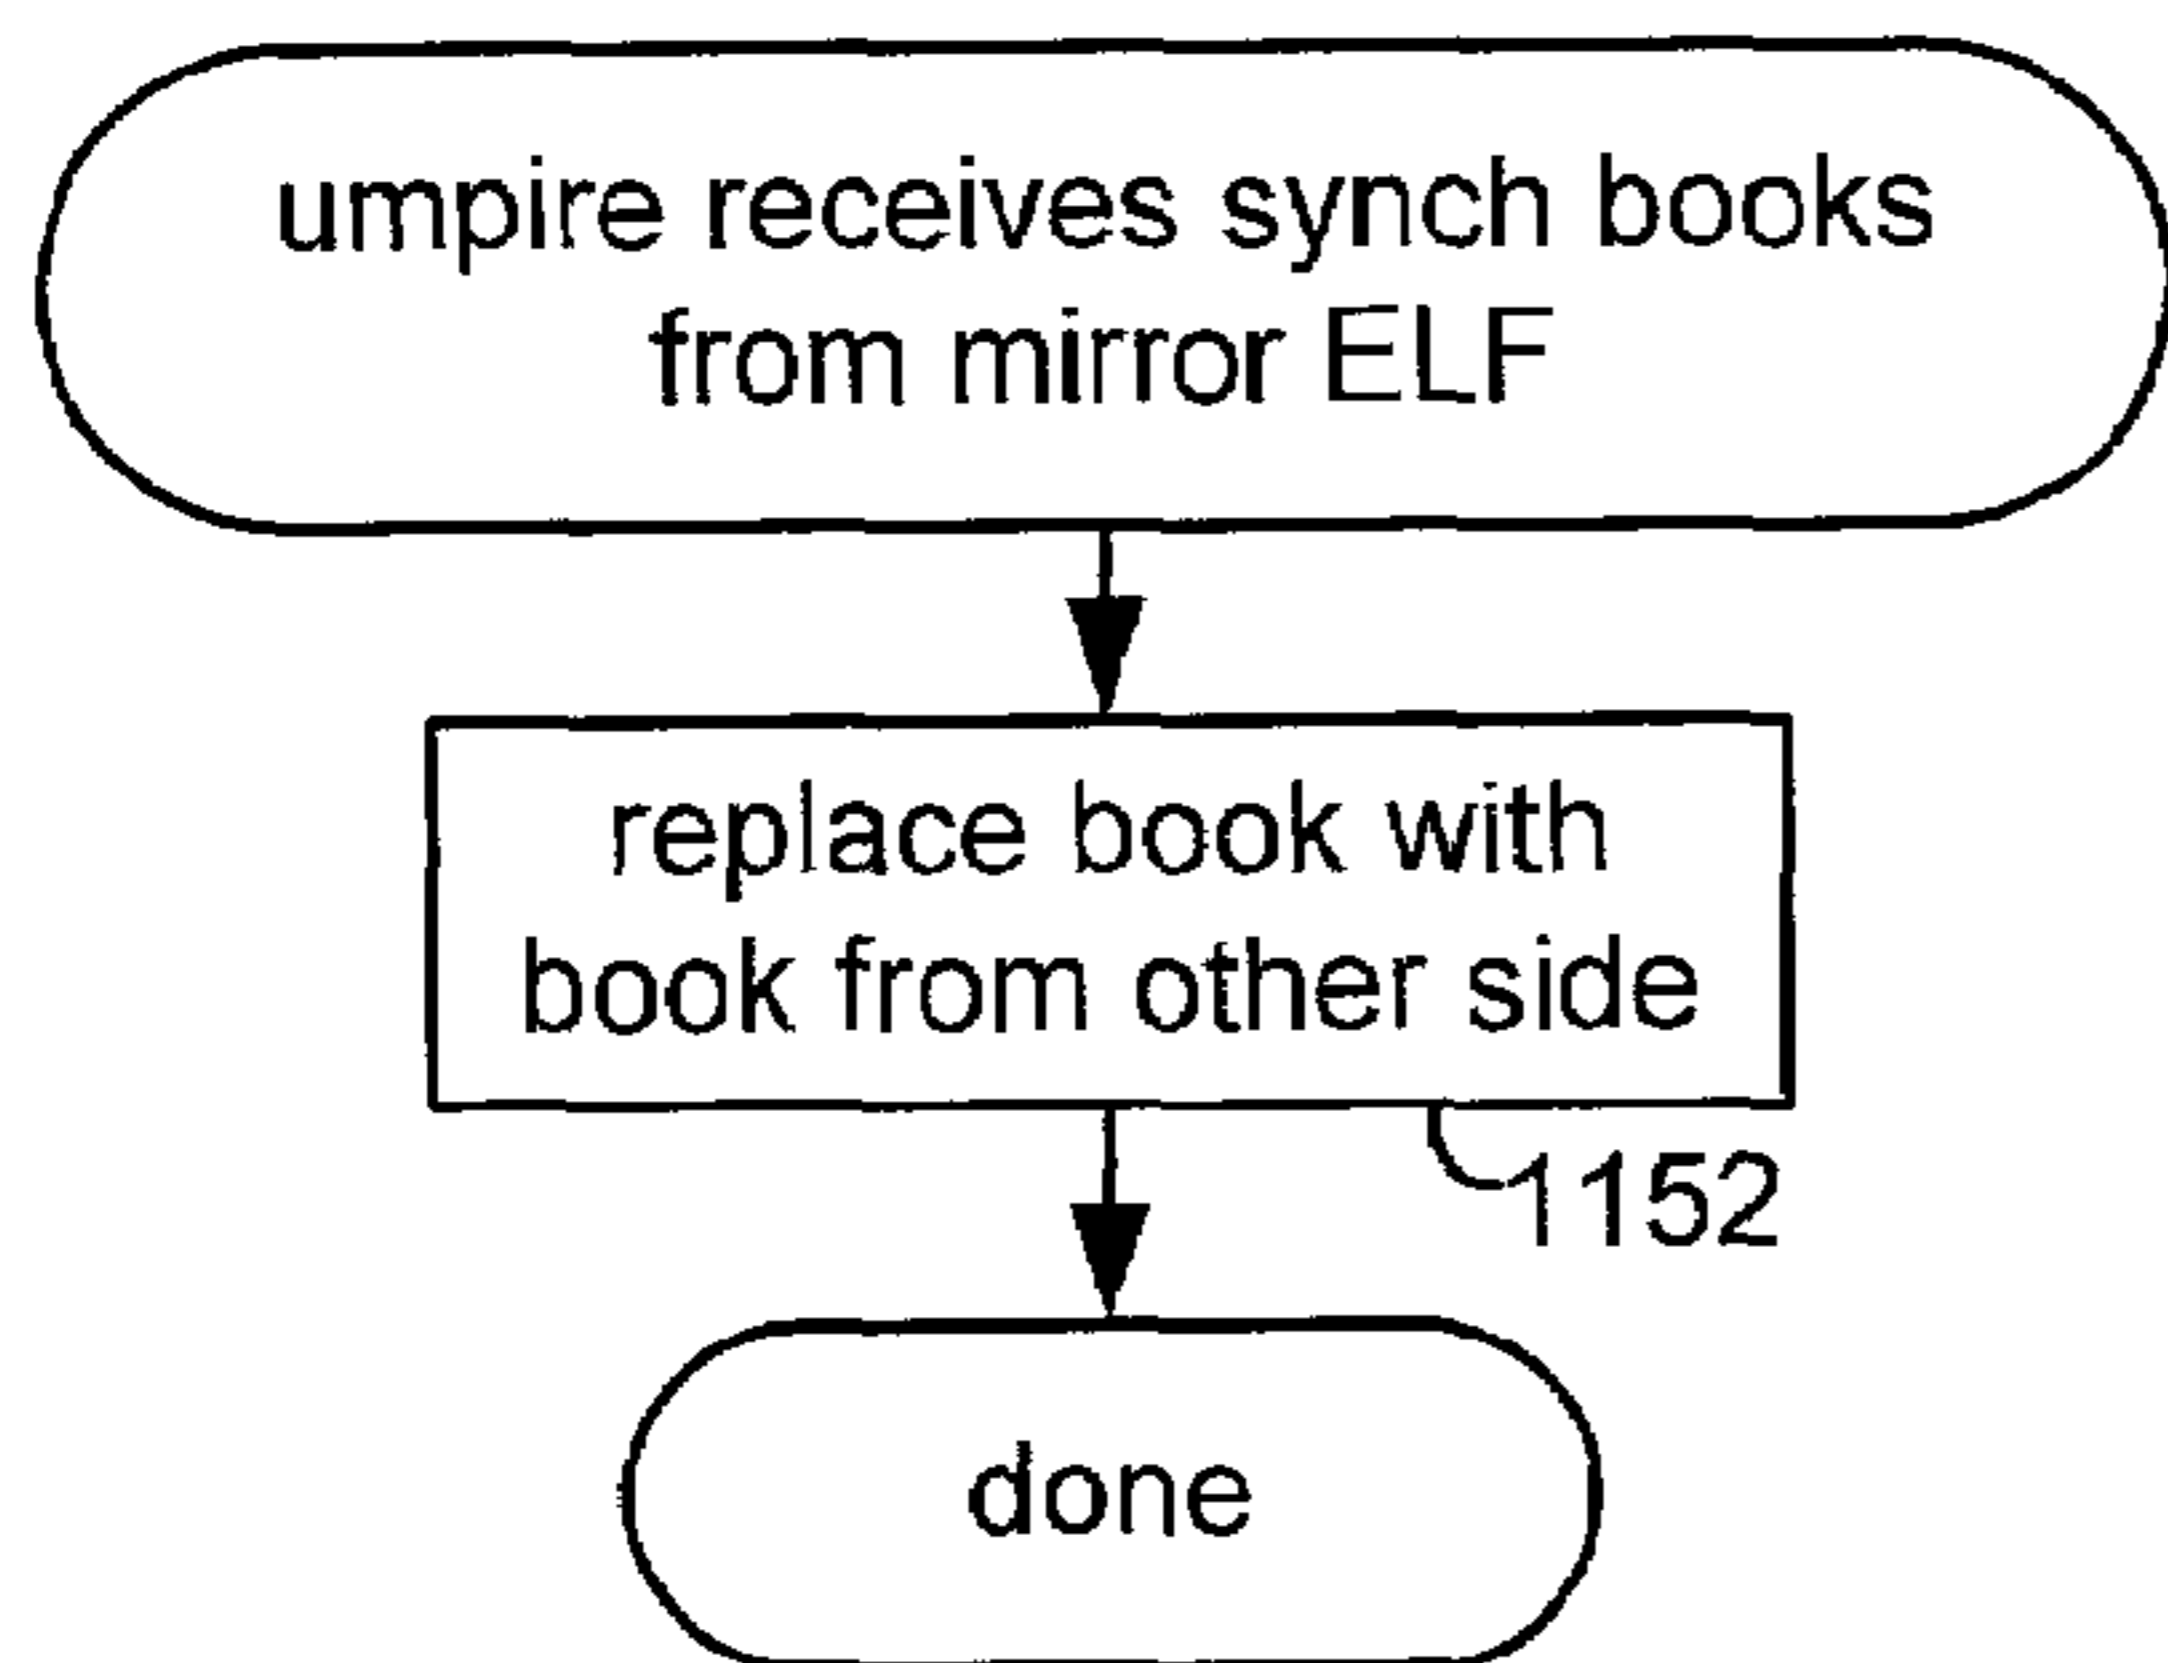 umpire receives synch books
from mirror ELF
replace book with
book from other side
1152
done